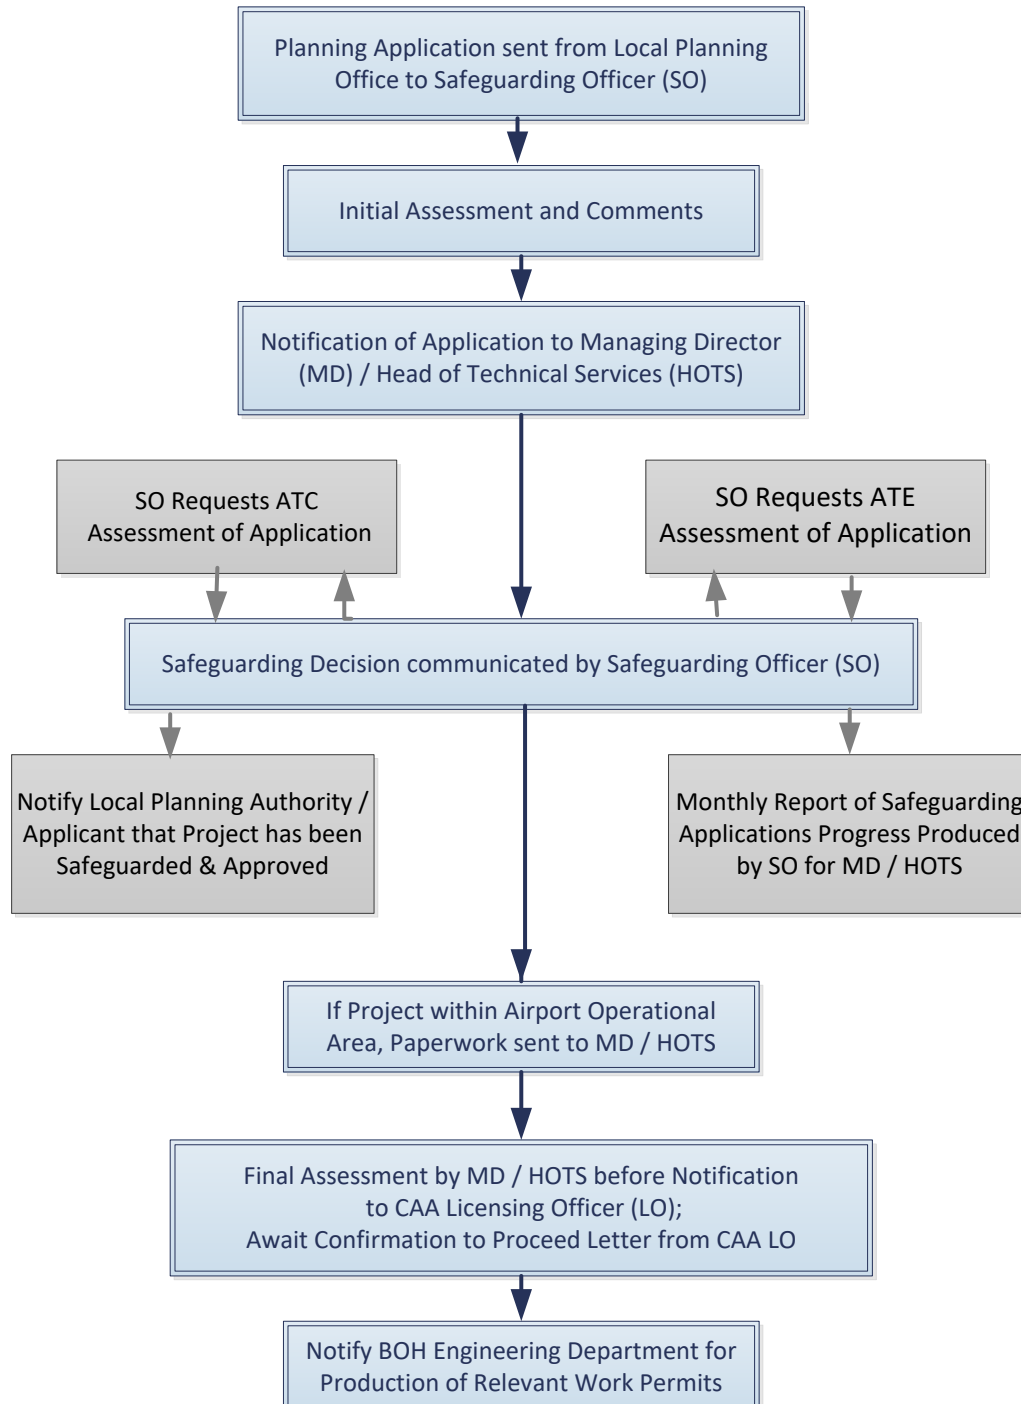 Planning Application sent from Local Planning
Office to Safeguarding Officer (SO)
Initial Assessment and Comments
Notification of Application to Managing Director
(MD) / Head of Technical Services (HOTS)
SO Requests ATC
Assessment of Application
SO Requests ATE
Assessment of Application
Safeguarding Decision communicated by Safeguarding Officer (SO)
Notify Local Planning Authority /
Applicant that Project has been
Safeguarded & Approved
Monthly Report of Safeguarding
Applications Progress Produced
by SO for MD / HOTS
If Project within Airport Operational
Area, Paperwork sent to MD / HOTS
Final Assessment by MD / HOTS before Notification
to CAA Licensing Officer (LO);
Await Confirmation to Proceed Letter from CAA LO
Notify BOH Engineering Department for
Production of Relevant Work Permits